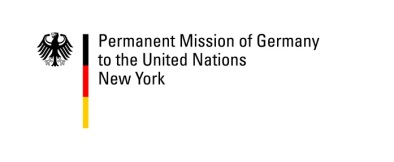 Permanent Mission of Germany
to the United Nations
New York